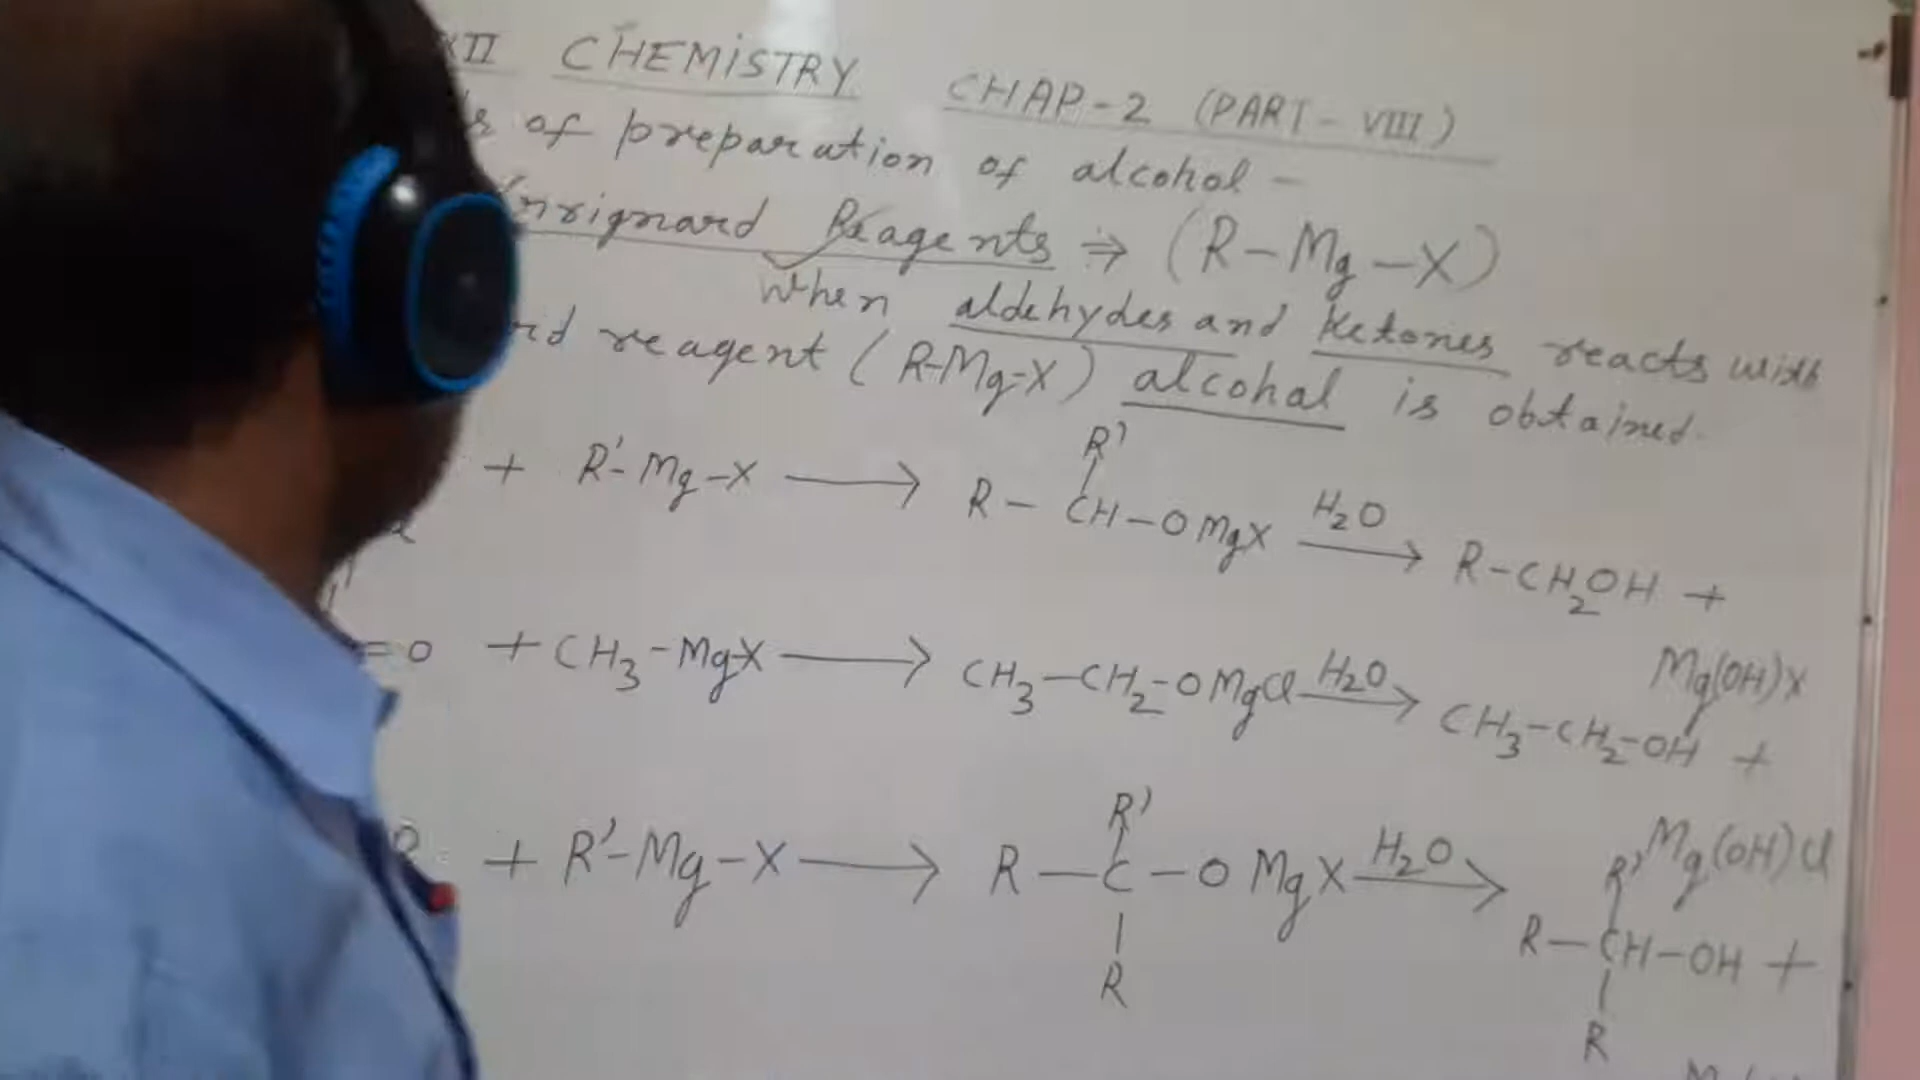 XII CHEMISTRY CHAP-2 (PART-VIII)
of preparation of alcohol -
Reagents ⇒ (R-Mg-X)
when aldehydes and ketones reacts with
reagent (R-Mg-X) alcohal is obtained.
R'
+ R'-Mg-X ⟶ R-CH-OMgX H₂O⟶ R-CH₂OH +
Mg(OH)X
=O + CH₃-MgX ⟶ CH₃-CH₂-OMgCl H₂O⟶ CH₃-CH₂-OH +
Mg(OH)Cl
R' R'
+ R'-Mg-X ⟶ R-C-OMgX H₂O⟶ R-CH-OH +
R R